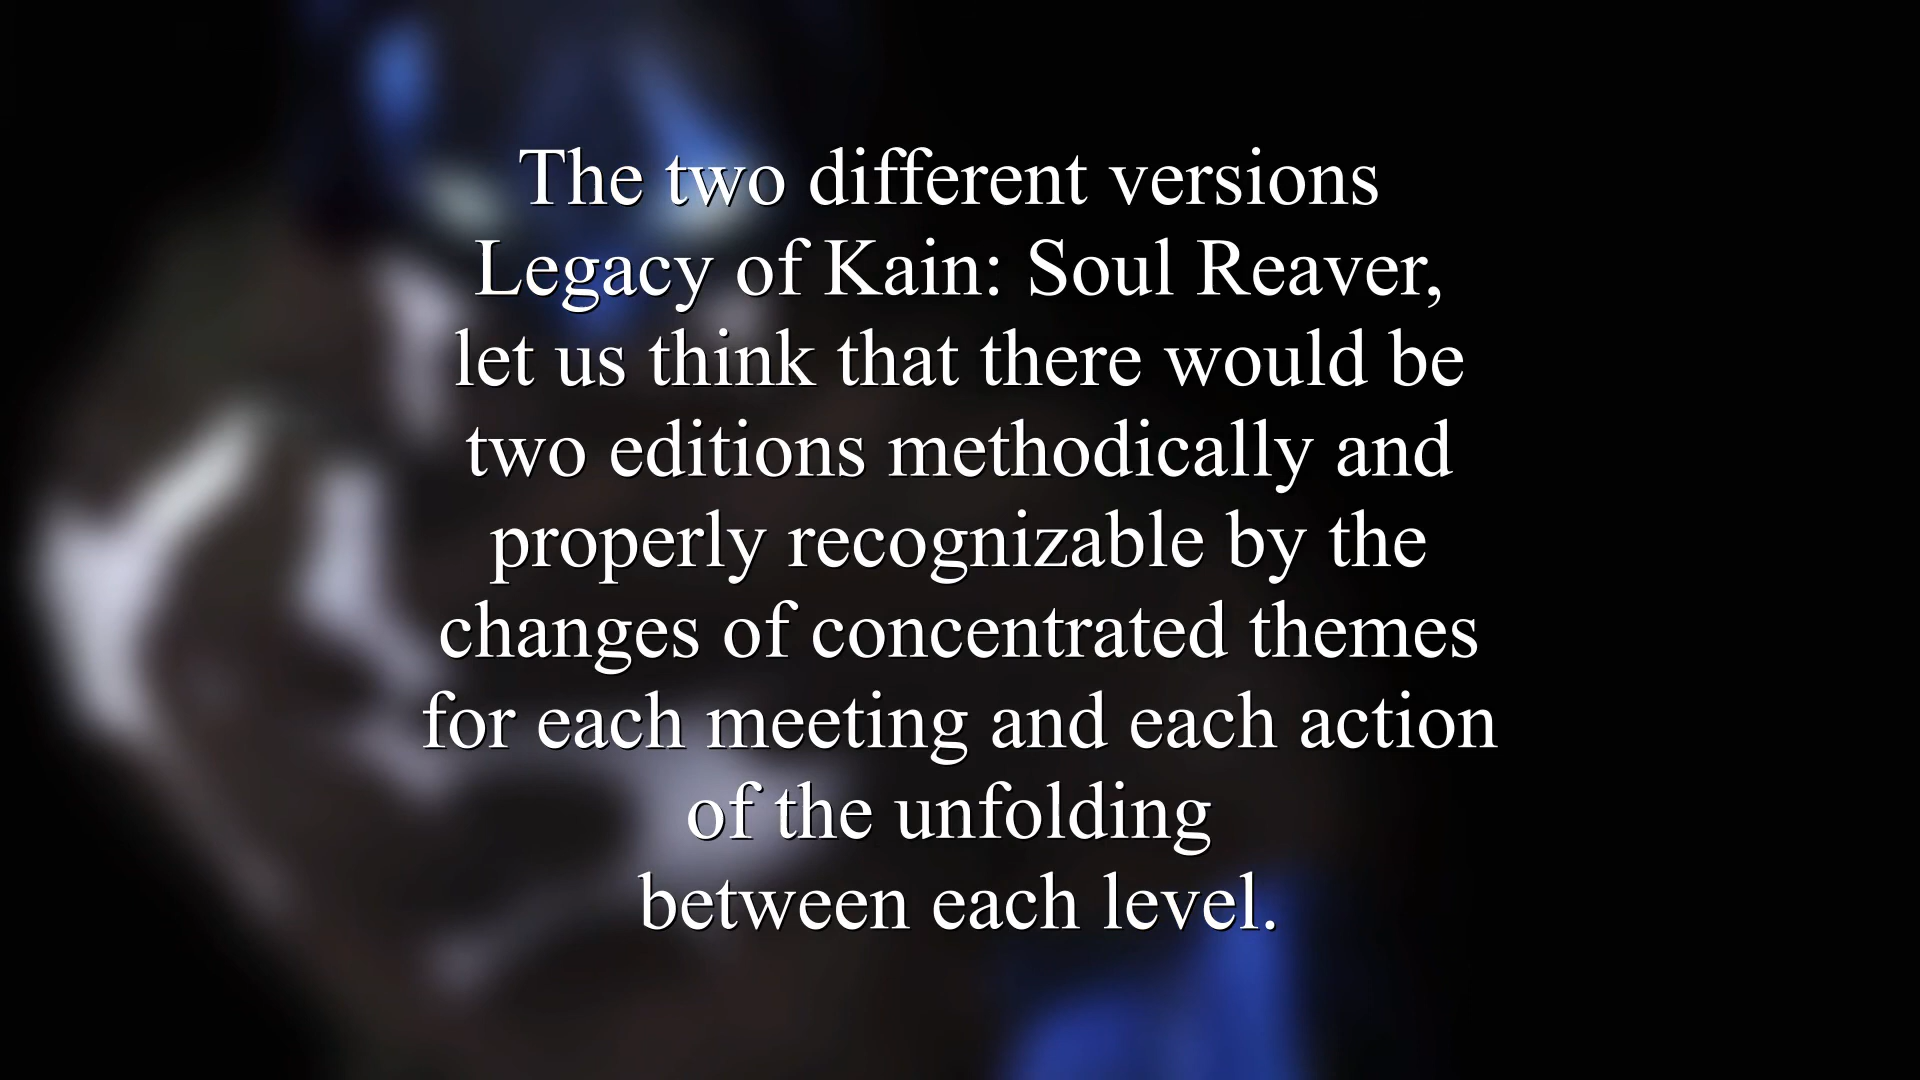 The two different versions
Legacy of Kain: Soul Reaver,
let us think that there would be
two editions methodically and
properly recognizable by the
changes of concentrated themes
for each meeting and each action
of the unfolding
between each level.